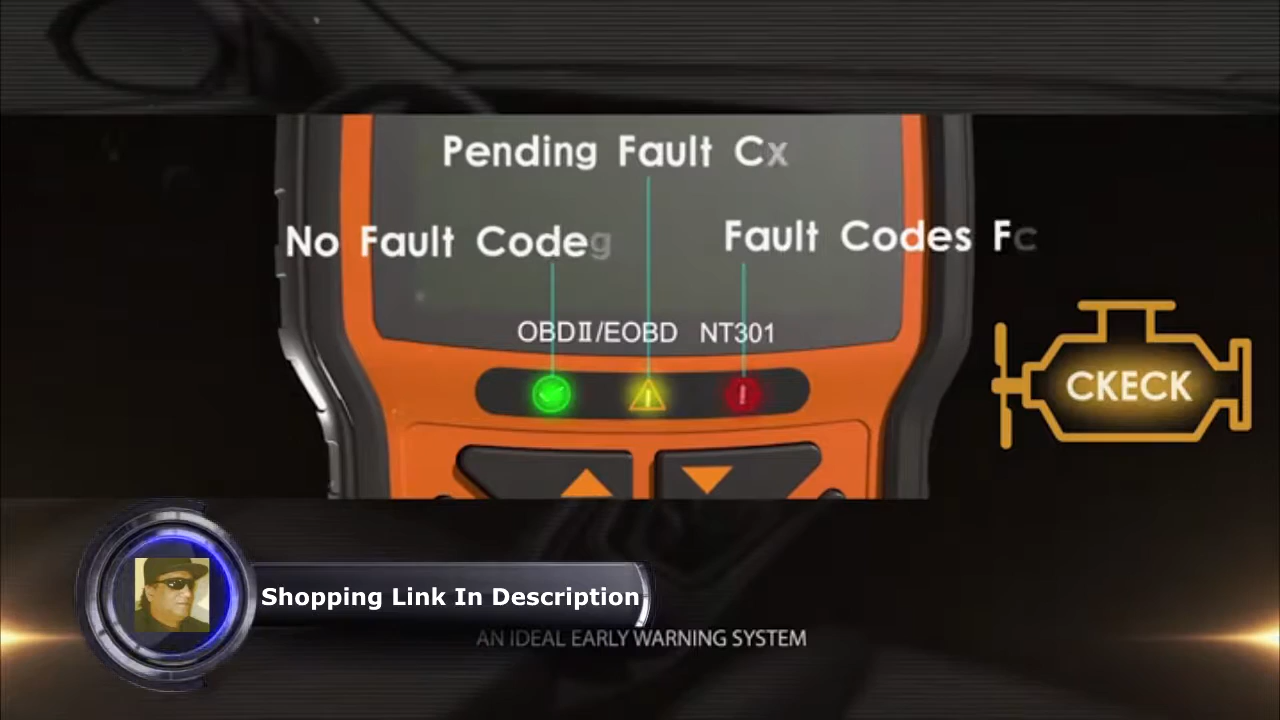 Pending Fault Cx
No Fault Codeg
Fault Codes Fc
OBDII/EOBD NT301
CKECK
Shopping Link In Description
AN IDEAL EARLY WARNING SYSTEM